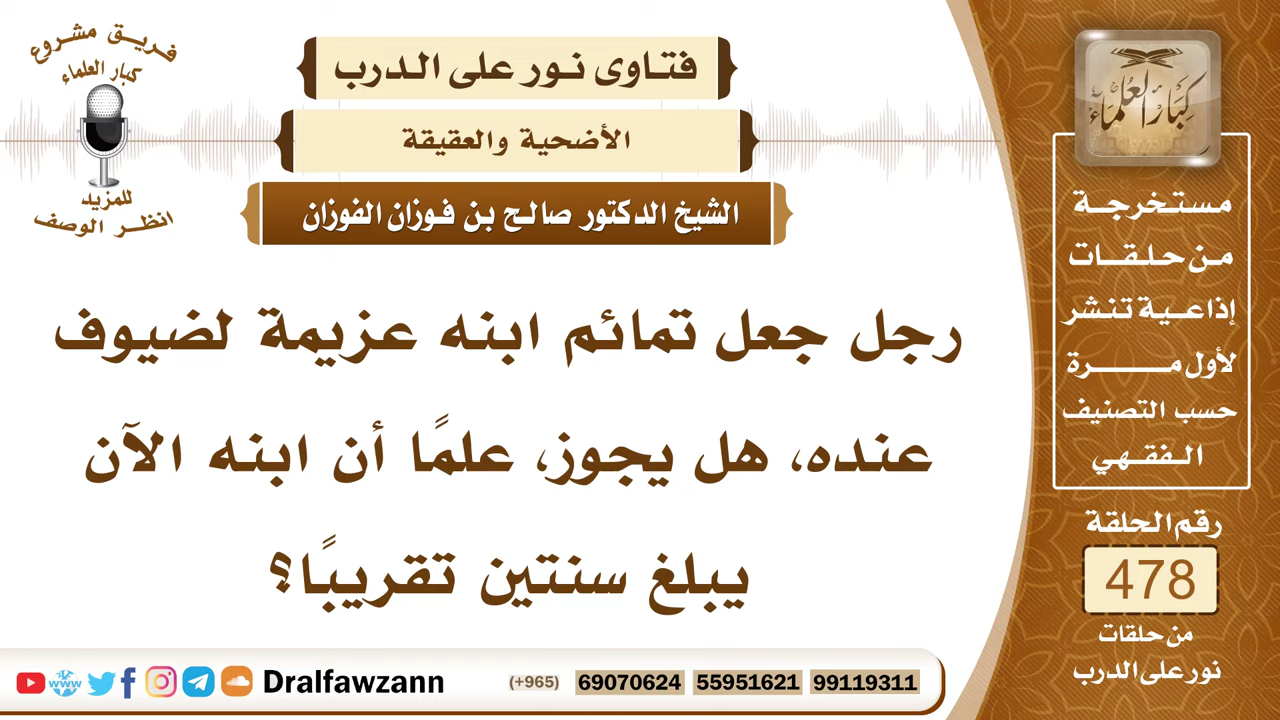 فريق مشروع
كبار العلماء
للمزيد
انظر الوصف
فتاوى نور على الدرب
الأضحية والعقيقة
الشيخ الدكتور صالح بن فوزان الفوزان
رجل جعل تمائم ابنه عزيمة لضيوف
عنده، هل يجوز، علمًا أن ابنه الآن
يبلغ سنتين تقريبًا؟
كبار العلماء
مستخرجة
من حلقات
إذاعية تنشر
لأول مرة
حسب التصنيف
الفقهي
رقم الحلقة
478
من حلقات
نور على الدرب
www Dralfawzann (+965) 69070624 55951621 99119311